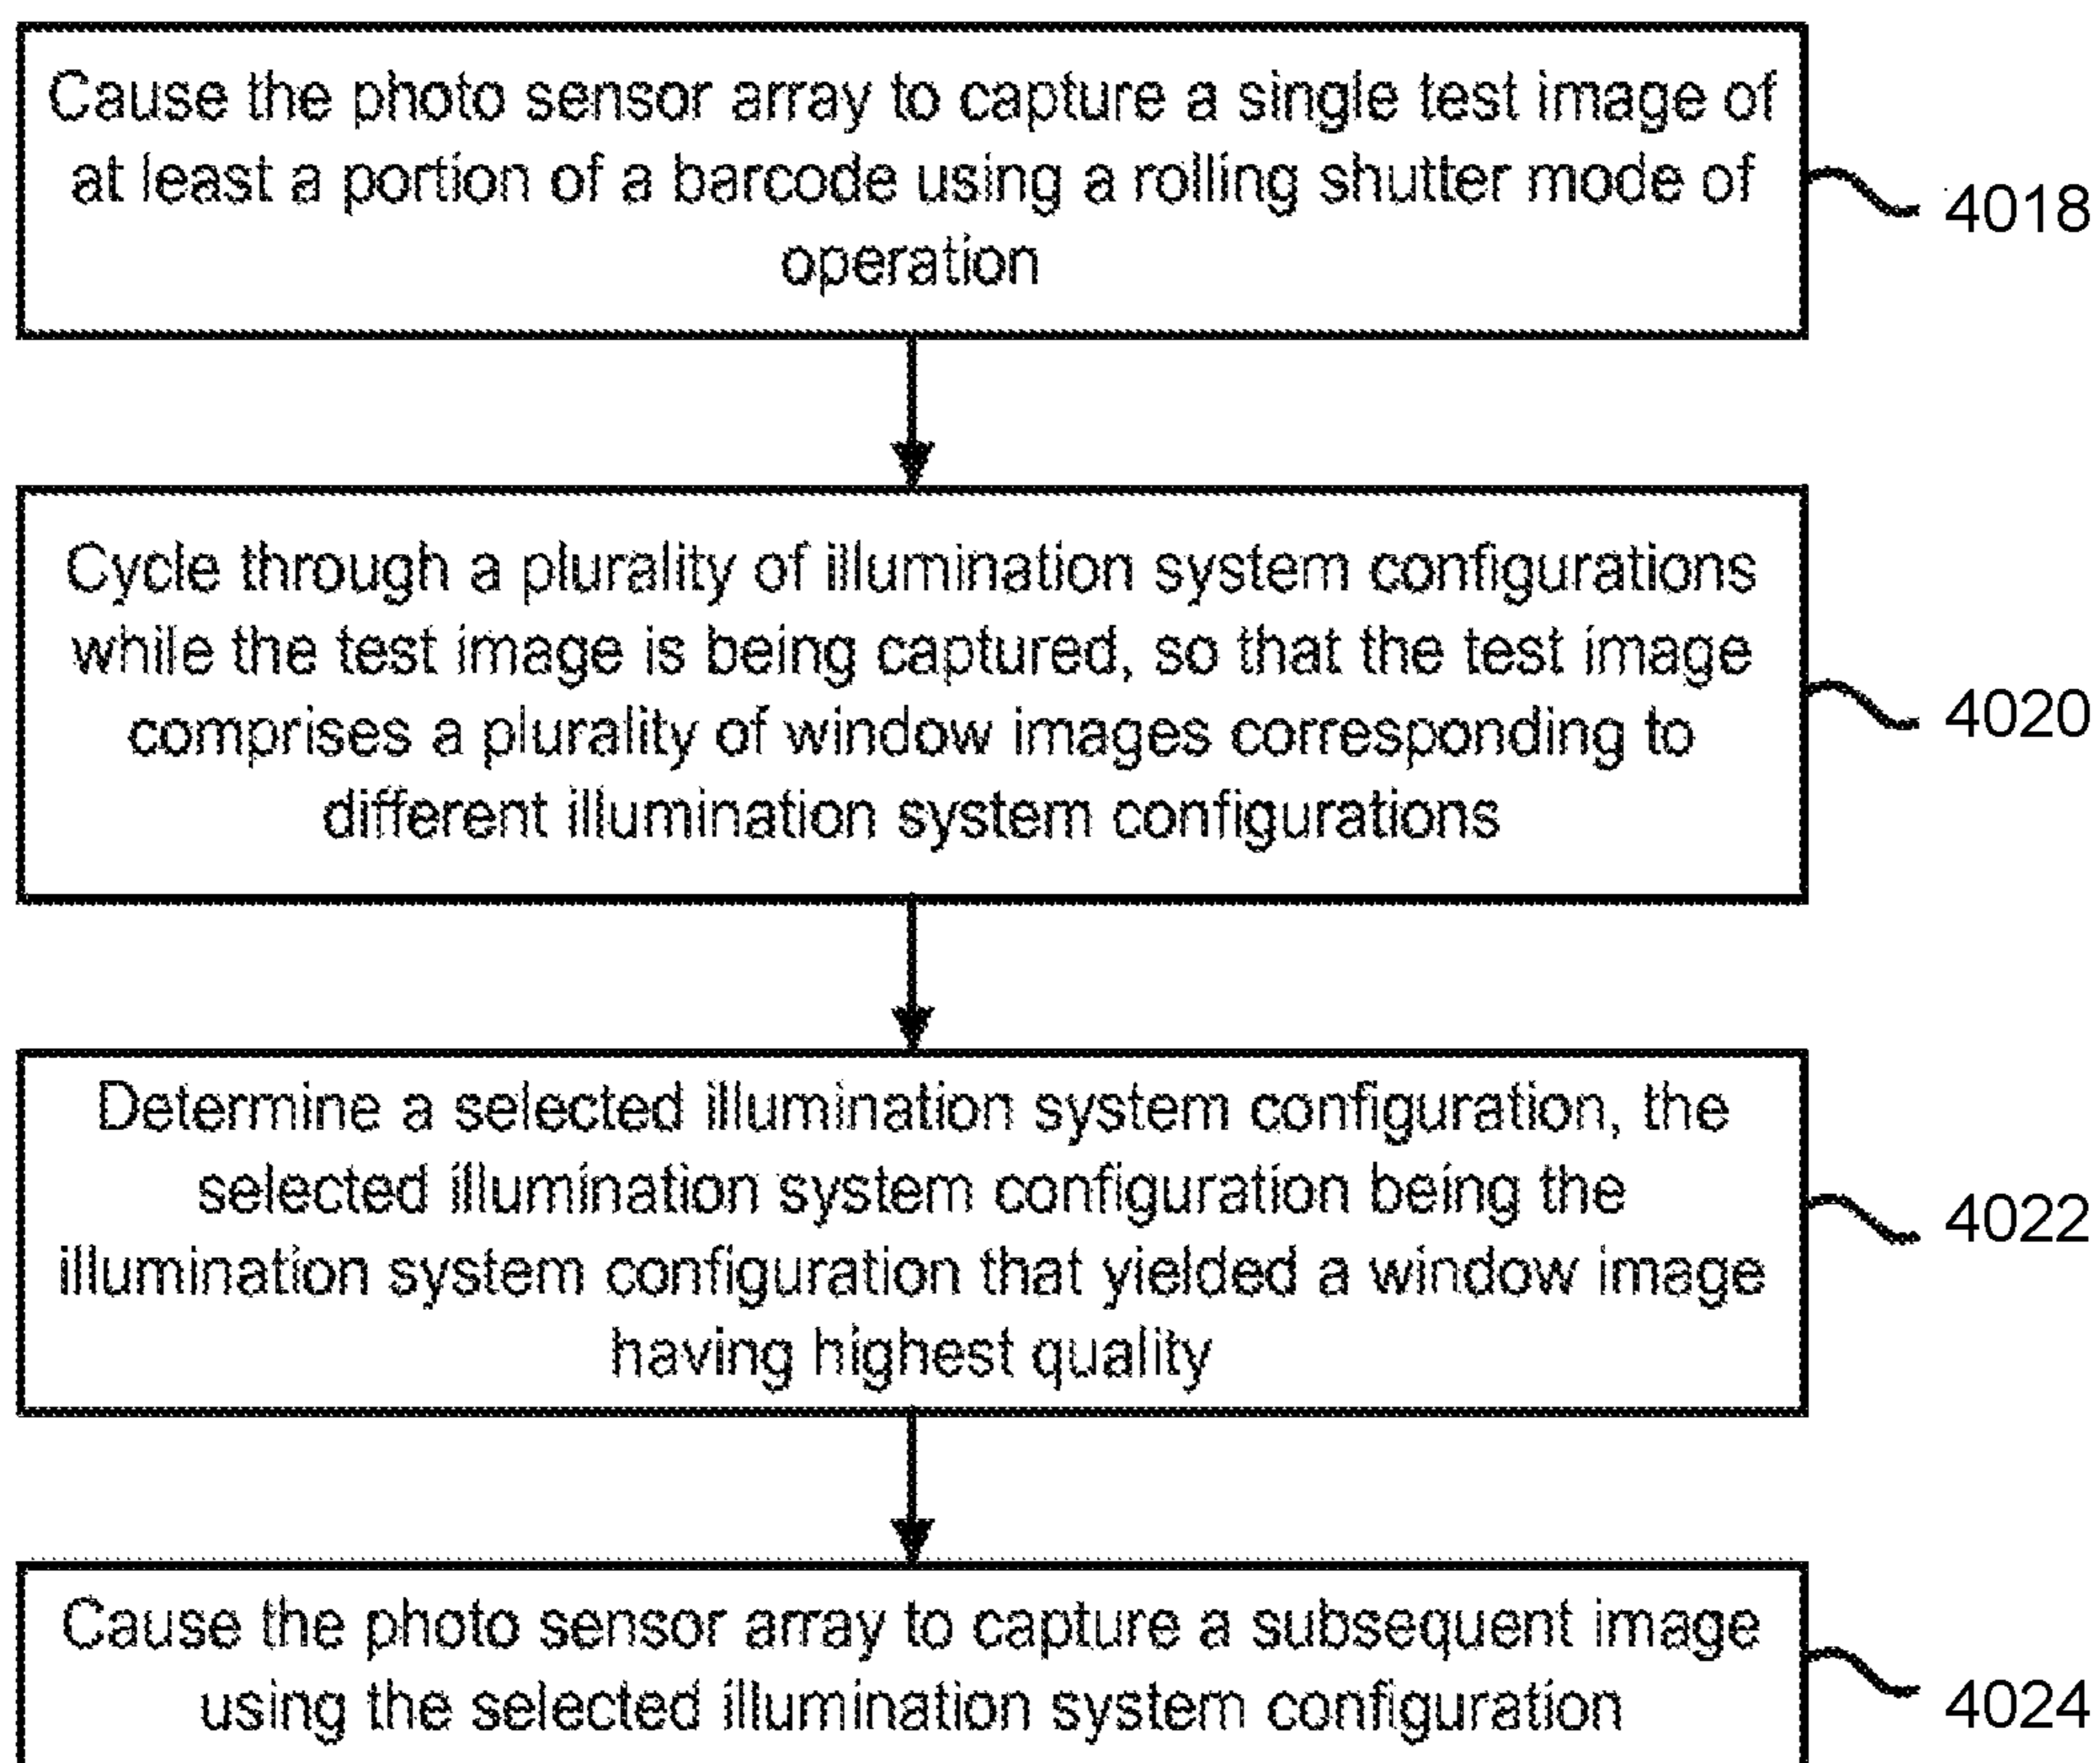 Cause the photo sensor array to capture a single test image of
at least a portion of a barcode using a rolling shutter mode of
operation
4018
Cycle through a plurality of illumination system configurations
while the test image is being captured, so that the test image
comprises a plurality of window images corresponding to
different illumination system configurations
4020
Determine a selected illumination system configuration, the
selected illumination system configuration being the
illumination system configuration that yielded a window image
having highest quality
4022
Cause the photo sensor array to capture a subsequent image
using the selected illumination system configuration
4024